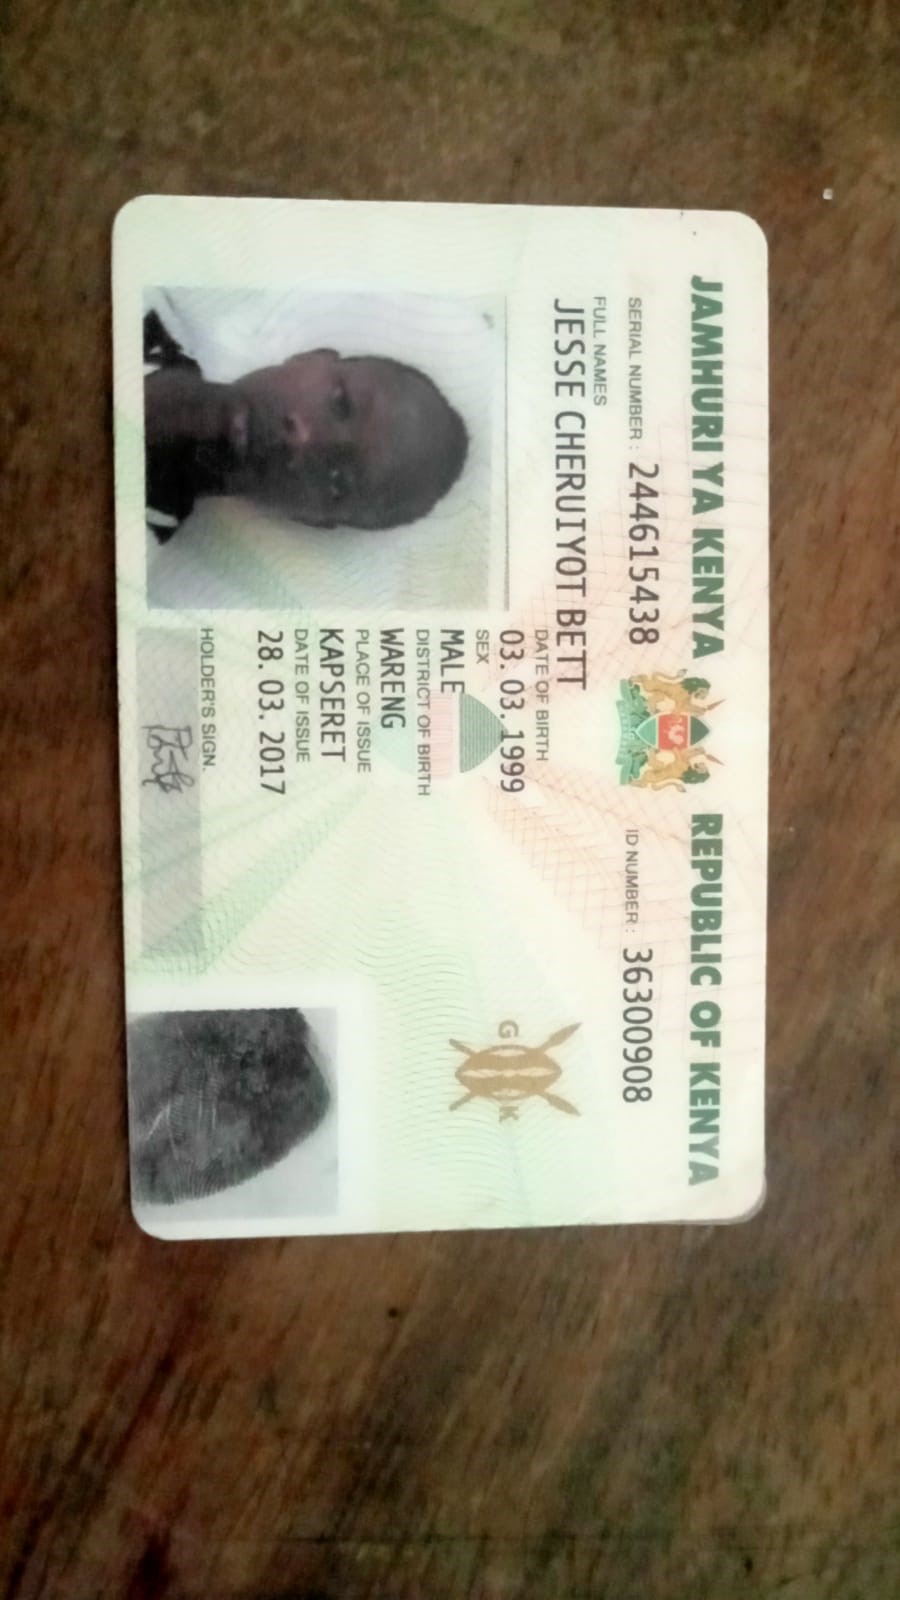 JAMHURI YA KENYA REPUBLIC OF KENYA
SERIAL NUMBER : 244615438 ID NUMBER : 36300908
FULL NAMES
JESSE CHERUIYOT BETT
DATE OF BIRTH
03. 03. 1999
SEX
MALE
DISTRICT OF BIRTH
WARENG
PLACE OF ISSUE
KAPSERET
DATE OF ISSUE
28. 03. 2017
HOLDER'S SIGN.
G K